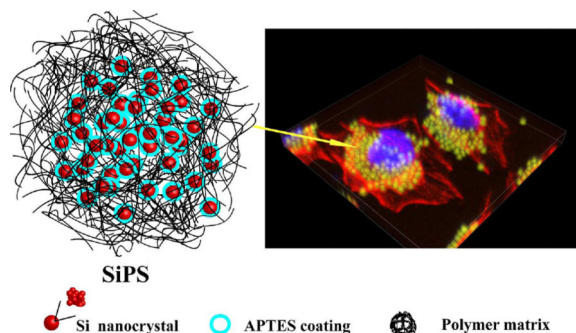 SiPS
Si nanocrystal
APTES coating
Polymer matrix